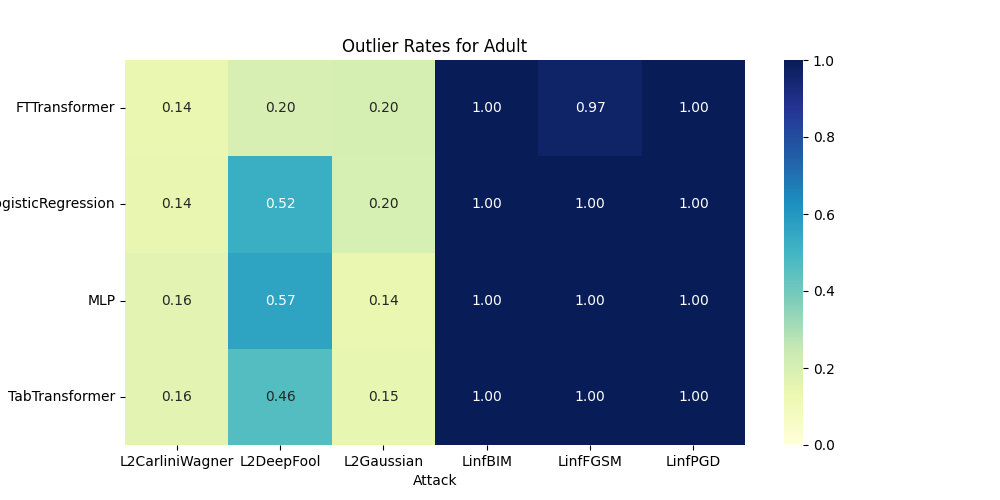 Outlier Rates for Adult
FTTransformer 0.14 0.20 0.20 1.00 0.97 1.00
ogisticRegression 0.14 0.52 0.20 1.00 1.00 1.00
MLP 0.16 0.57 0.14 1.00 1.00 1.00
TabTransformer 0.16 0.46 0.15 1.00 1.00 1.00
L2CarliniWagner L2DeepFool L2Gaussian LinfBIM LinfFGSM LinfPGD
Attack
1.0
0.8
0.6
0.4
0.2
0.0